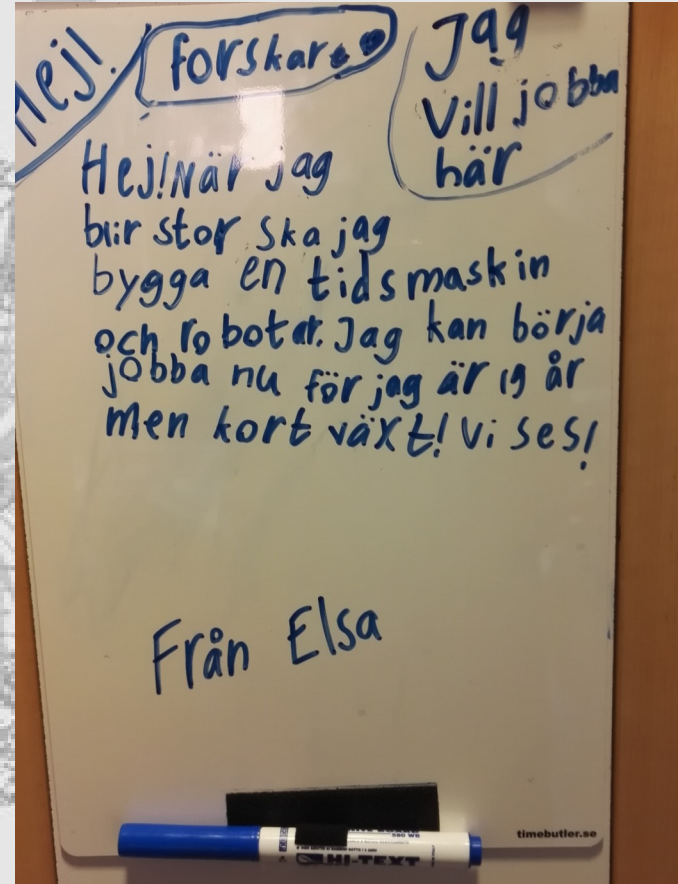 Hej!
forskare
Jag
vill jobba
här
Hej! När jag
blir stor ska jag
bygga en tidsmaskin
och robotar. Jag kan börja
jobba nu för jag är 19 år
men kort växt! Vi ses!
Från Elsa
timebutler.se
580 WB
HI-TEXT